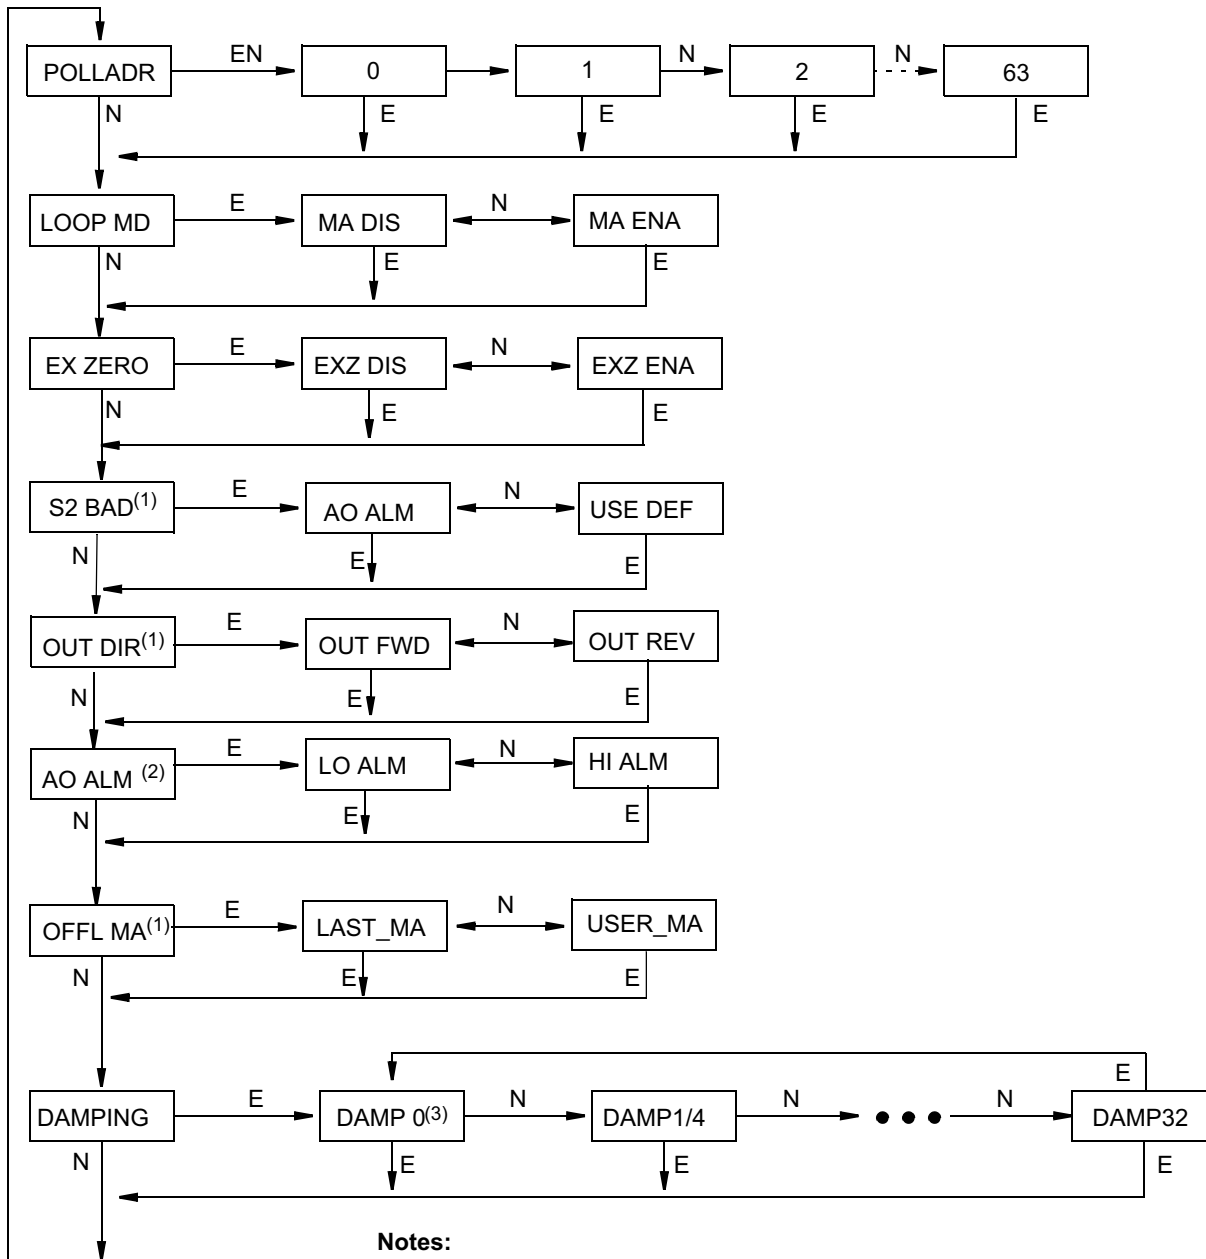 POLLADR EN 0 1 N 2 N 63
N E E E E
LOOP MD E MA DIS N MA ENA
N E E
EX ZERO E EXZ DIS N EXZ ENA
N E E
S2 BAD(1) E AO ALM N USE DEF
N E E
OUT DIR(1) E OUT FWD N OUT REV
N E E
AO ALM (2) E LO ALM N HI ALM
N E E
OFFL MA(1) E LAST_MA N USER_MA
N E E
E
DAMPING E DAMP 0(3) N DAMP1/4 N N DAMP32
N E E E
Notes: